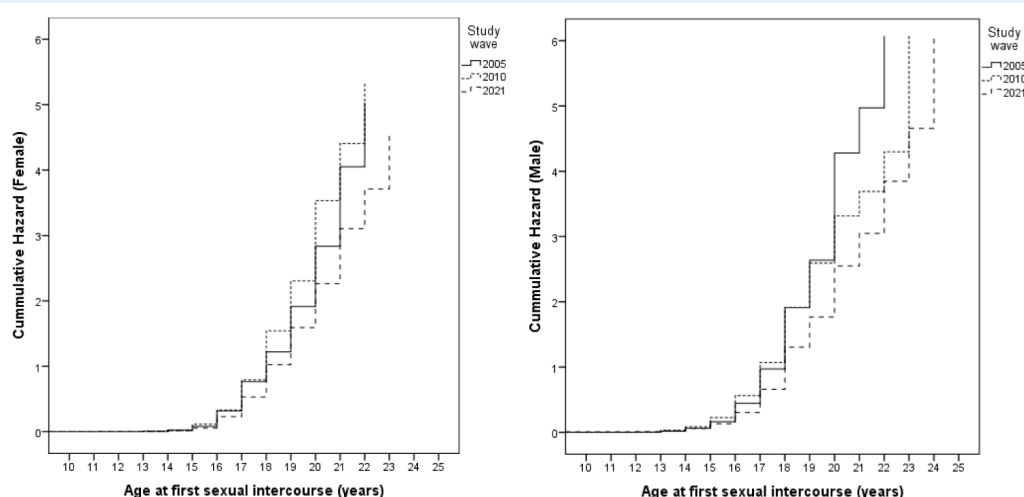 Study
wave
2005
2010
2021
6
5
4
3
2
1
0
Cummulative Hazard (Female)
10 11 12 13 14 15 16 17 18 19 20 21 22 23 24 25
Age at first sexual intercourse (years)
Study
wave
2005
2010
2021
6
5
4
3
2
1
0
Cummulative Hazard (Male)
10 11 12 13 14 15 16 17 18 19 20 21 22 23 24 25
Age at first sexual intercourse (years)